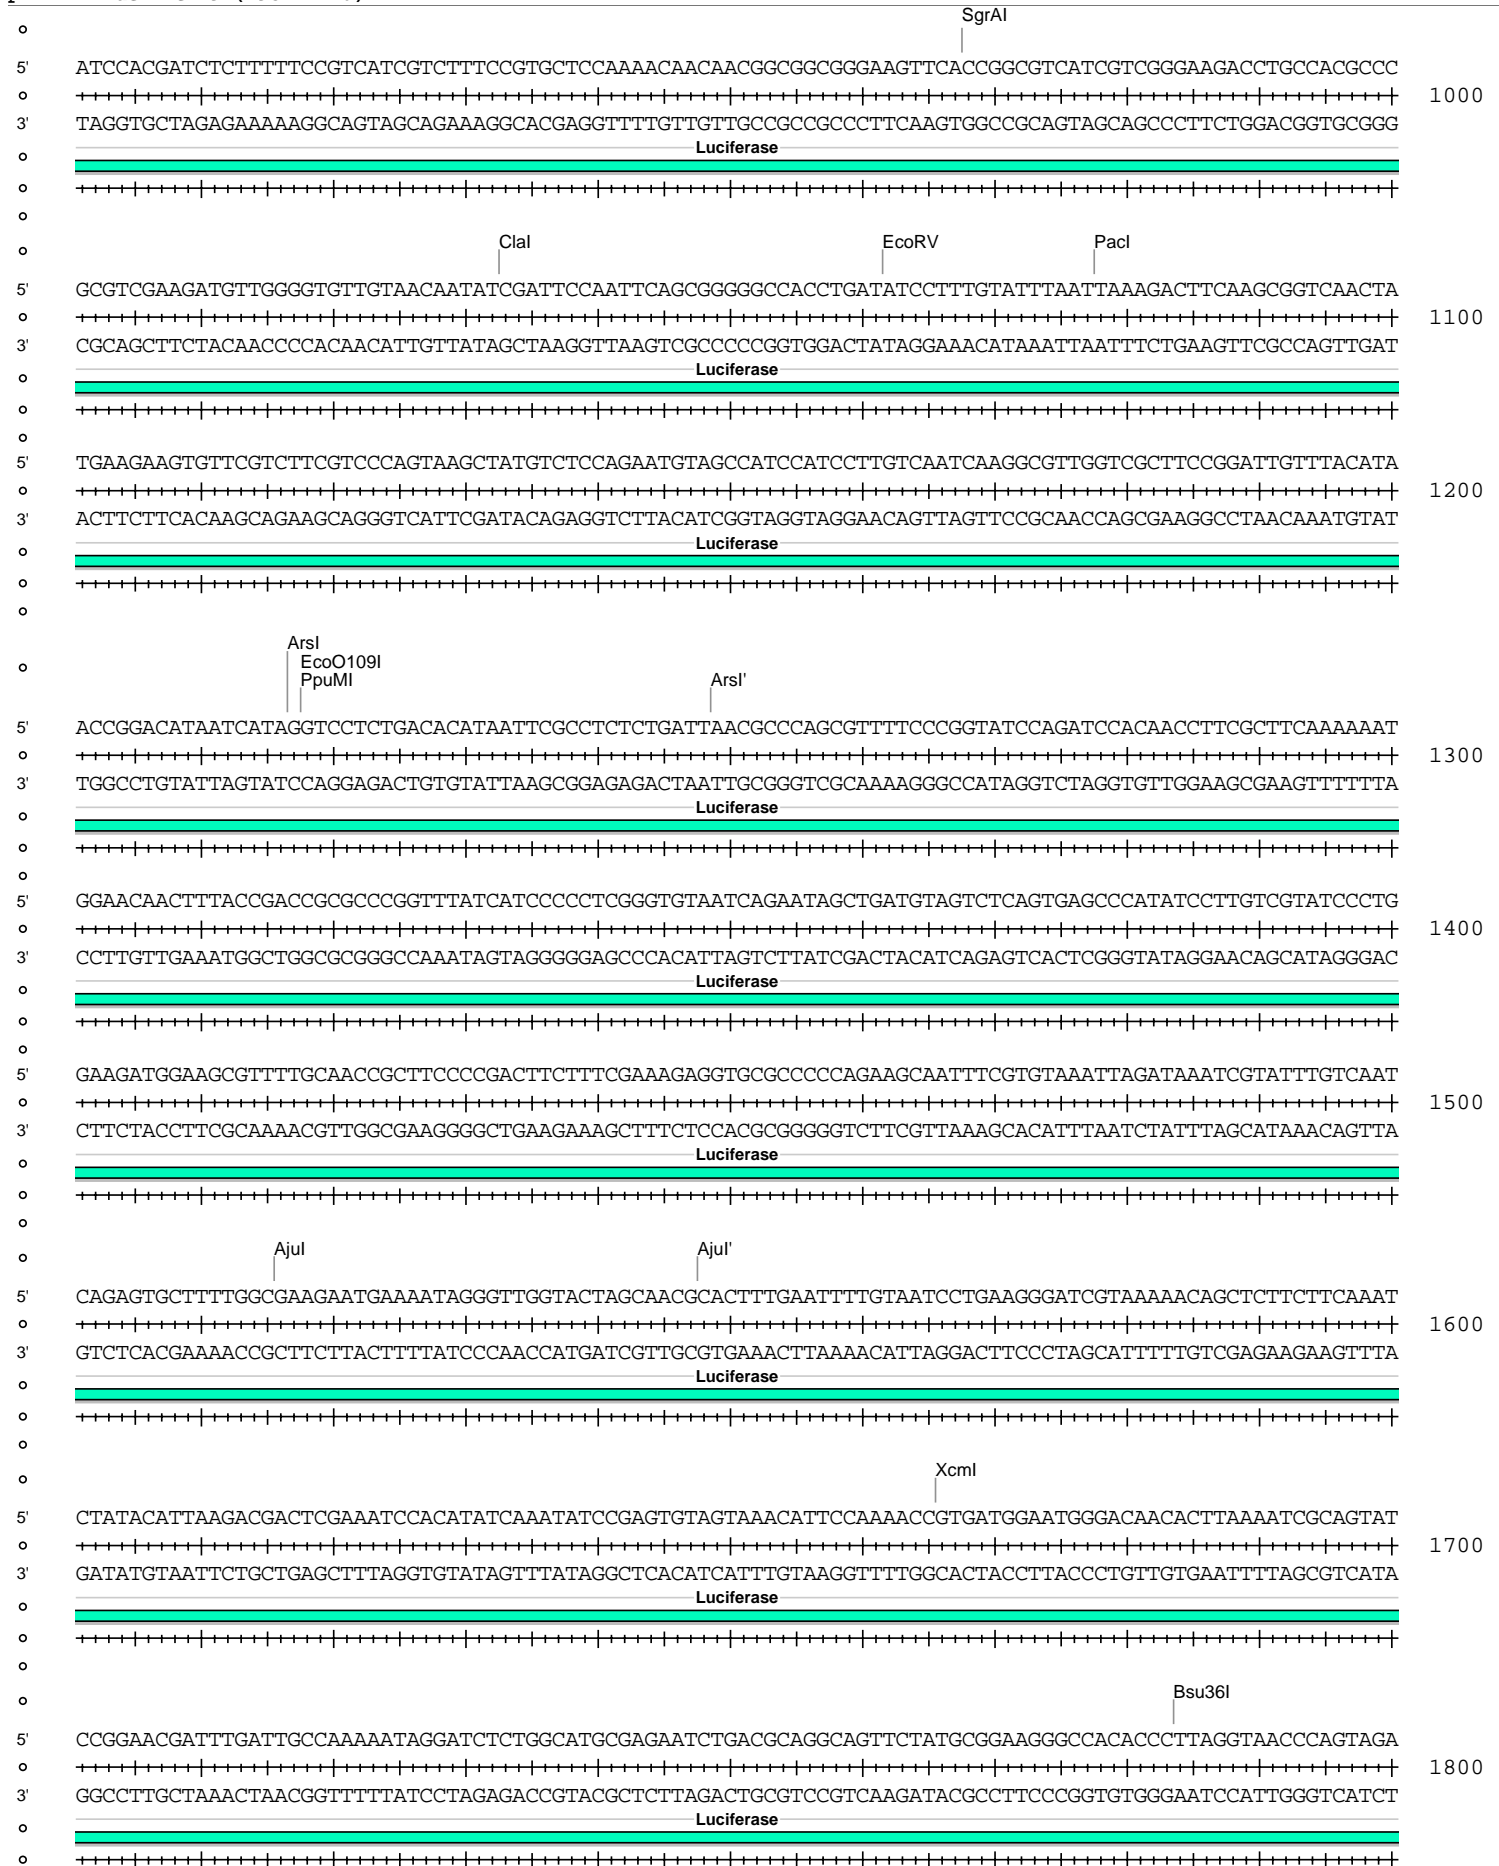 SgrAI
5' ATCCACGATCTCTTTTTCCGTCATCGTCTTTCCGTGCTCCAAAACAACAACGGCGGCGGGAAGTTCACCGGCGTCATCGTCGGGAAGACCTGCCACGCCC
1000
3' TAGGTGCTAGAGAAAAAGGCAGTAGCAGAAAGGCACGAGGTTTTGTTGTTGCCGCCGCCCTTCAAGTGGCCGCAGTAGCAGCCCTTCTGGACGGTGCGGG
Luciferase
ClaI EcoRV PacI
5' GCGTCGAAGATGTTGGGGTGTTGTAACAATATCGATTCCAATTCAGCGGGGGCCACCTGATATCCTTTGTATTTAATTAAAGACTTCAAGCGGTCAACTA
1100
3' CGCAGCTTCTACAACCCCACAACATTGTTATAGCTAAGGTTAAGTCGCCCCCGGTGGACTATAGGAAACATAAATTAATTTCTGAAGTTCGCCAGTTGAT
Luciferase
5' TGAAGAAGTGTTCGTCTTCGTCCCAGTAAGCTATGTCTCCAGAATGTAGCCATCCATCCTTGTCAATCAAGGCGTTGGTCGCTTCCGGATTGTTTACATA
1200
3' ACTTCTTCACAAGCAGAAGCAGGGTCATTCGATACAGAGGTCTTACATCGGTAGGTAGGAACAGTTAGTTCCGCAACCAGCGAAGGCCTAACAAATGTAT
Luciferase
ArsI
EcoO109I
PpuMI ArsI'
5' ACCGGACATAATCATAGGTCCTCTGACACATAATTCGCCTCTCTGATTAACGCCCAGCGTTTTCCCGGTATCCAGATCCACAACCTTCGCTTCAAAAAAT
1300
3' TGGCCTGTATTAGTATCCAGGAGACTGTGTATTAAGCGGAGAGACTAATTGCGGGTCGCAAAAGGGCCATAGGTCTAGGTGTTGGAAGCGAAGTTTTTTA
Luciferase
5' GGAACAACTTTACCGACCGCGCCCGGTTTATCATCCCCCTCGGGTGTAATCAGAATAGCTGATGTAGTCTCAGTGAGCCCATATCCTTGTCGTATCCCTG
1400
3' CCTTGTTGAAATGGCTGGCGCGGGCCAAATAGTAGGGGGAGCCCACATTAGTCTTATCGACTACATCAGAGTCACTCGGGTATAGGAACAGCATAGGGAC
Luciferase
5' GAAGATGGAAGCGTTTTGCAACCGCTTCCCCGACTTCTTTCGAAAGAGGTGCGCCCCCAGAAGCAATTTCGTGTAAATTAGATAAATCGTATTTGTCAAT
1500
3' CTTCTACCTTCGCAAAACGTTGGCGAAGGGGCTGAAGAAAGCTTTCTCCACGCGGGGGTCTTCGTTAAAGCACATTTAATCTATTTAGCATAAACAGTTA
Luciferase
AjuI AjuI'
5' CAGAGTGCTTTTGGCGAAGAATGAAAATAGGGTTGGTACTAGCAACGCACTTTGAATTTTGTAATCCTGAAGGGATCGTAAAAACAGCTCTTCTTCAAAT
1600
3' GTCTCACGAAAACCGCTTCTTACTTTTATCCCAACCATGATCGTTGCGTGAAACTTAAAACATTAGGACTTCCCTAGCATTTTTGTCGAGAAGAAGTTTA
Luciferase
XcmI
5' CTATACATTAAGACGACTCGAAATCCACATATCAAATATCCGAGTGTAGTAAACATTCCAAAACCGTGATGGAATGGGACAACACTTAAAATCGCAGTAT
1700
3' GATATGTAATTCTGCTGAGCTTTAGGTGTATAGTTTATAGGCTCACATCATTTGTAAGGTTTTGGCACTACCTTACCCTGTTGTGAATTTTAGCGTCATA
Luciferase
Bsu36I
5' CCGGAACGATTTGATTGCCAAAAATAGGATCTCTGGCATGCGAGAATCTGACGCAGGCAGTTCTATGCGGAAGGGCCACACCCTTAGGTAACCCAGTAGA
1800
3' GGCCTTGCTAAACTAACGGTTTTTATCCTAGAGACCGTACGCTCTTAGACTGCGTCCGTCAAGATACGCCTTCCCGGTGTGGGAATCCATTGGGTCATCT
Luciferase